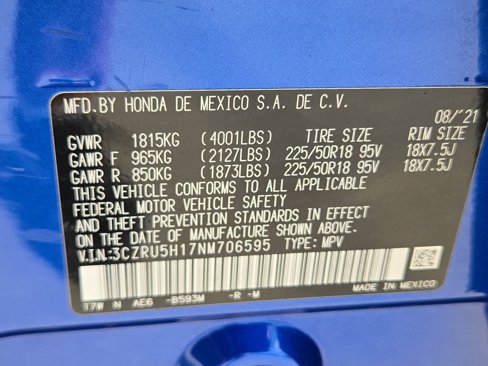 MFD.BY HONDA DE MEXICO S.A. DE C.V.
08/'21
GVWR 1815KG (4001LBS) TIRE SIZE RIM SIZE
GAWR F 965KG (2127LBS) 225/50R18 95V 18X7.5J
GAWR R 850KG (1873LBS) 225/50R18 95V 18X7.5J
THIS VEHICLE CONFORMS TO ALL APPLICABLE
FEDERAL MOTOR VEHICLE SAFETY
AND THEFT PREVENTION STANDARDS IN EFFECT
ON THE DATE OF MANUFACTURE SHOWN ABOVE
V.I.N:3CZRU5H17NM706595 TYPE: MPV
T7W N AE6 -B593M -R -M
MADE IN MEXICO